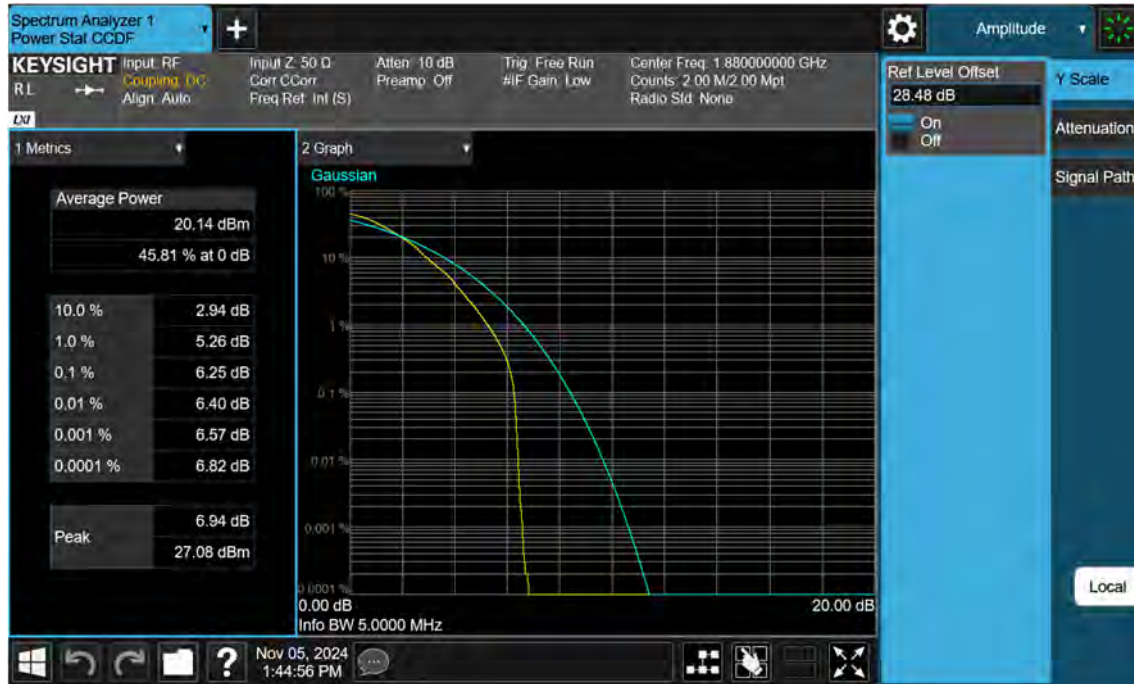 Spectrum Analyzer 1
Power Stat CCDF
Amplitude
KEYSIGHT
RL
LXI
Input: RF
Coupling: DC
Align: Auto
Input Z: 50 Ω
Corr CCorr
Freq Ref: Int (S)
Atten: 10 dB
Preamp: Off
Trig: Free Run
#IF Gain: Low
Center Freq: 1.880000000 GHz
Counts: 2.00 M/2.00 Mpt
Radio Std: None
Ref Level Offset
28.48 dB
On
Off
Y Scale
Attenuation
Signal Path
Local
1 Metrics
Average Power
20.14 dBm
45.81 % at 0 dB
10.0 % 2.94 dB
1.0 % 5.26 dB
0.1 % 6.25 dB
0.01 % 6.40 dB
0.001 % 6.57 dB
0.0001 % 6.82 dB
Peak
6.94 dB
27.08 dBm
2 Graph
Gaussian
100 %
10 %
1 %
0.1 %
0.01 %
0.001 %
0.0001 %
0.00 dB 20.00 dB
Info BW 5.0000 MHz
?
Nov 05, 2024
1:44:56 PM